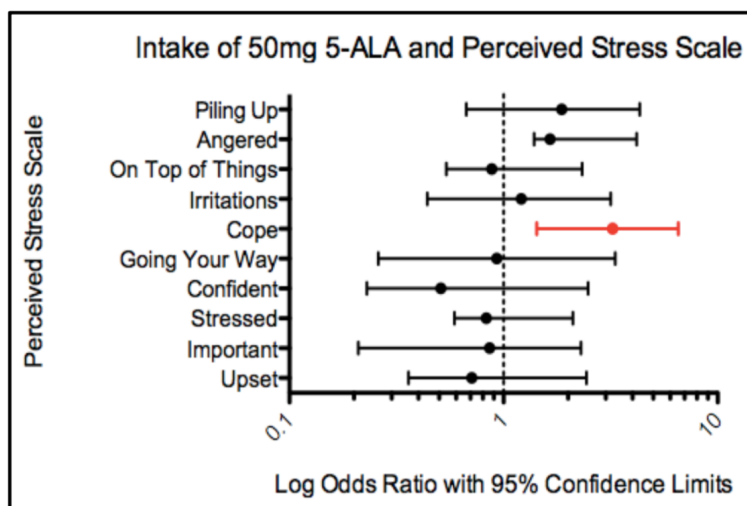 Intake of 50mg 5-ALA and Perceived Stress Scale
Perceived Stress Scale
Piling Up
Angered
On Top of Things
Irritations
Cope
Going Your Way
Confident
Stressed
Important
Upset
0.1
1
10
Log Odds Ratio with 95% Confidence Limits